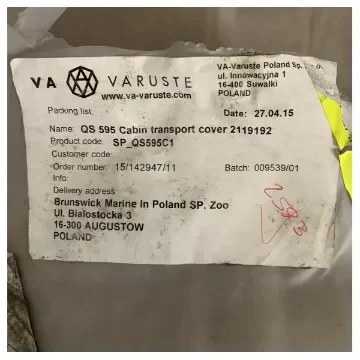 VA VARUSTE
www.va-varuste.com
VA-Varuste Poland Sp.
ul. Innowacyjna 1
16-400 Suwalki
POLAND
Packing list:
Date: 27.04.15
Name: QS 595 Cabin transport cover 2119192
Product code: SP_QS595C1
Customer code:
Order number: 15/142947/11
Batch: 009539/01
Info:
Delivery address
Brunswick Marine in Poland SP. Zoo
Ul. Bialostocka 3
16-300 AUGUSTOW
POLAND